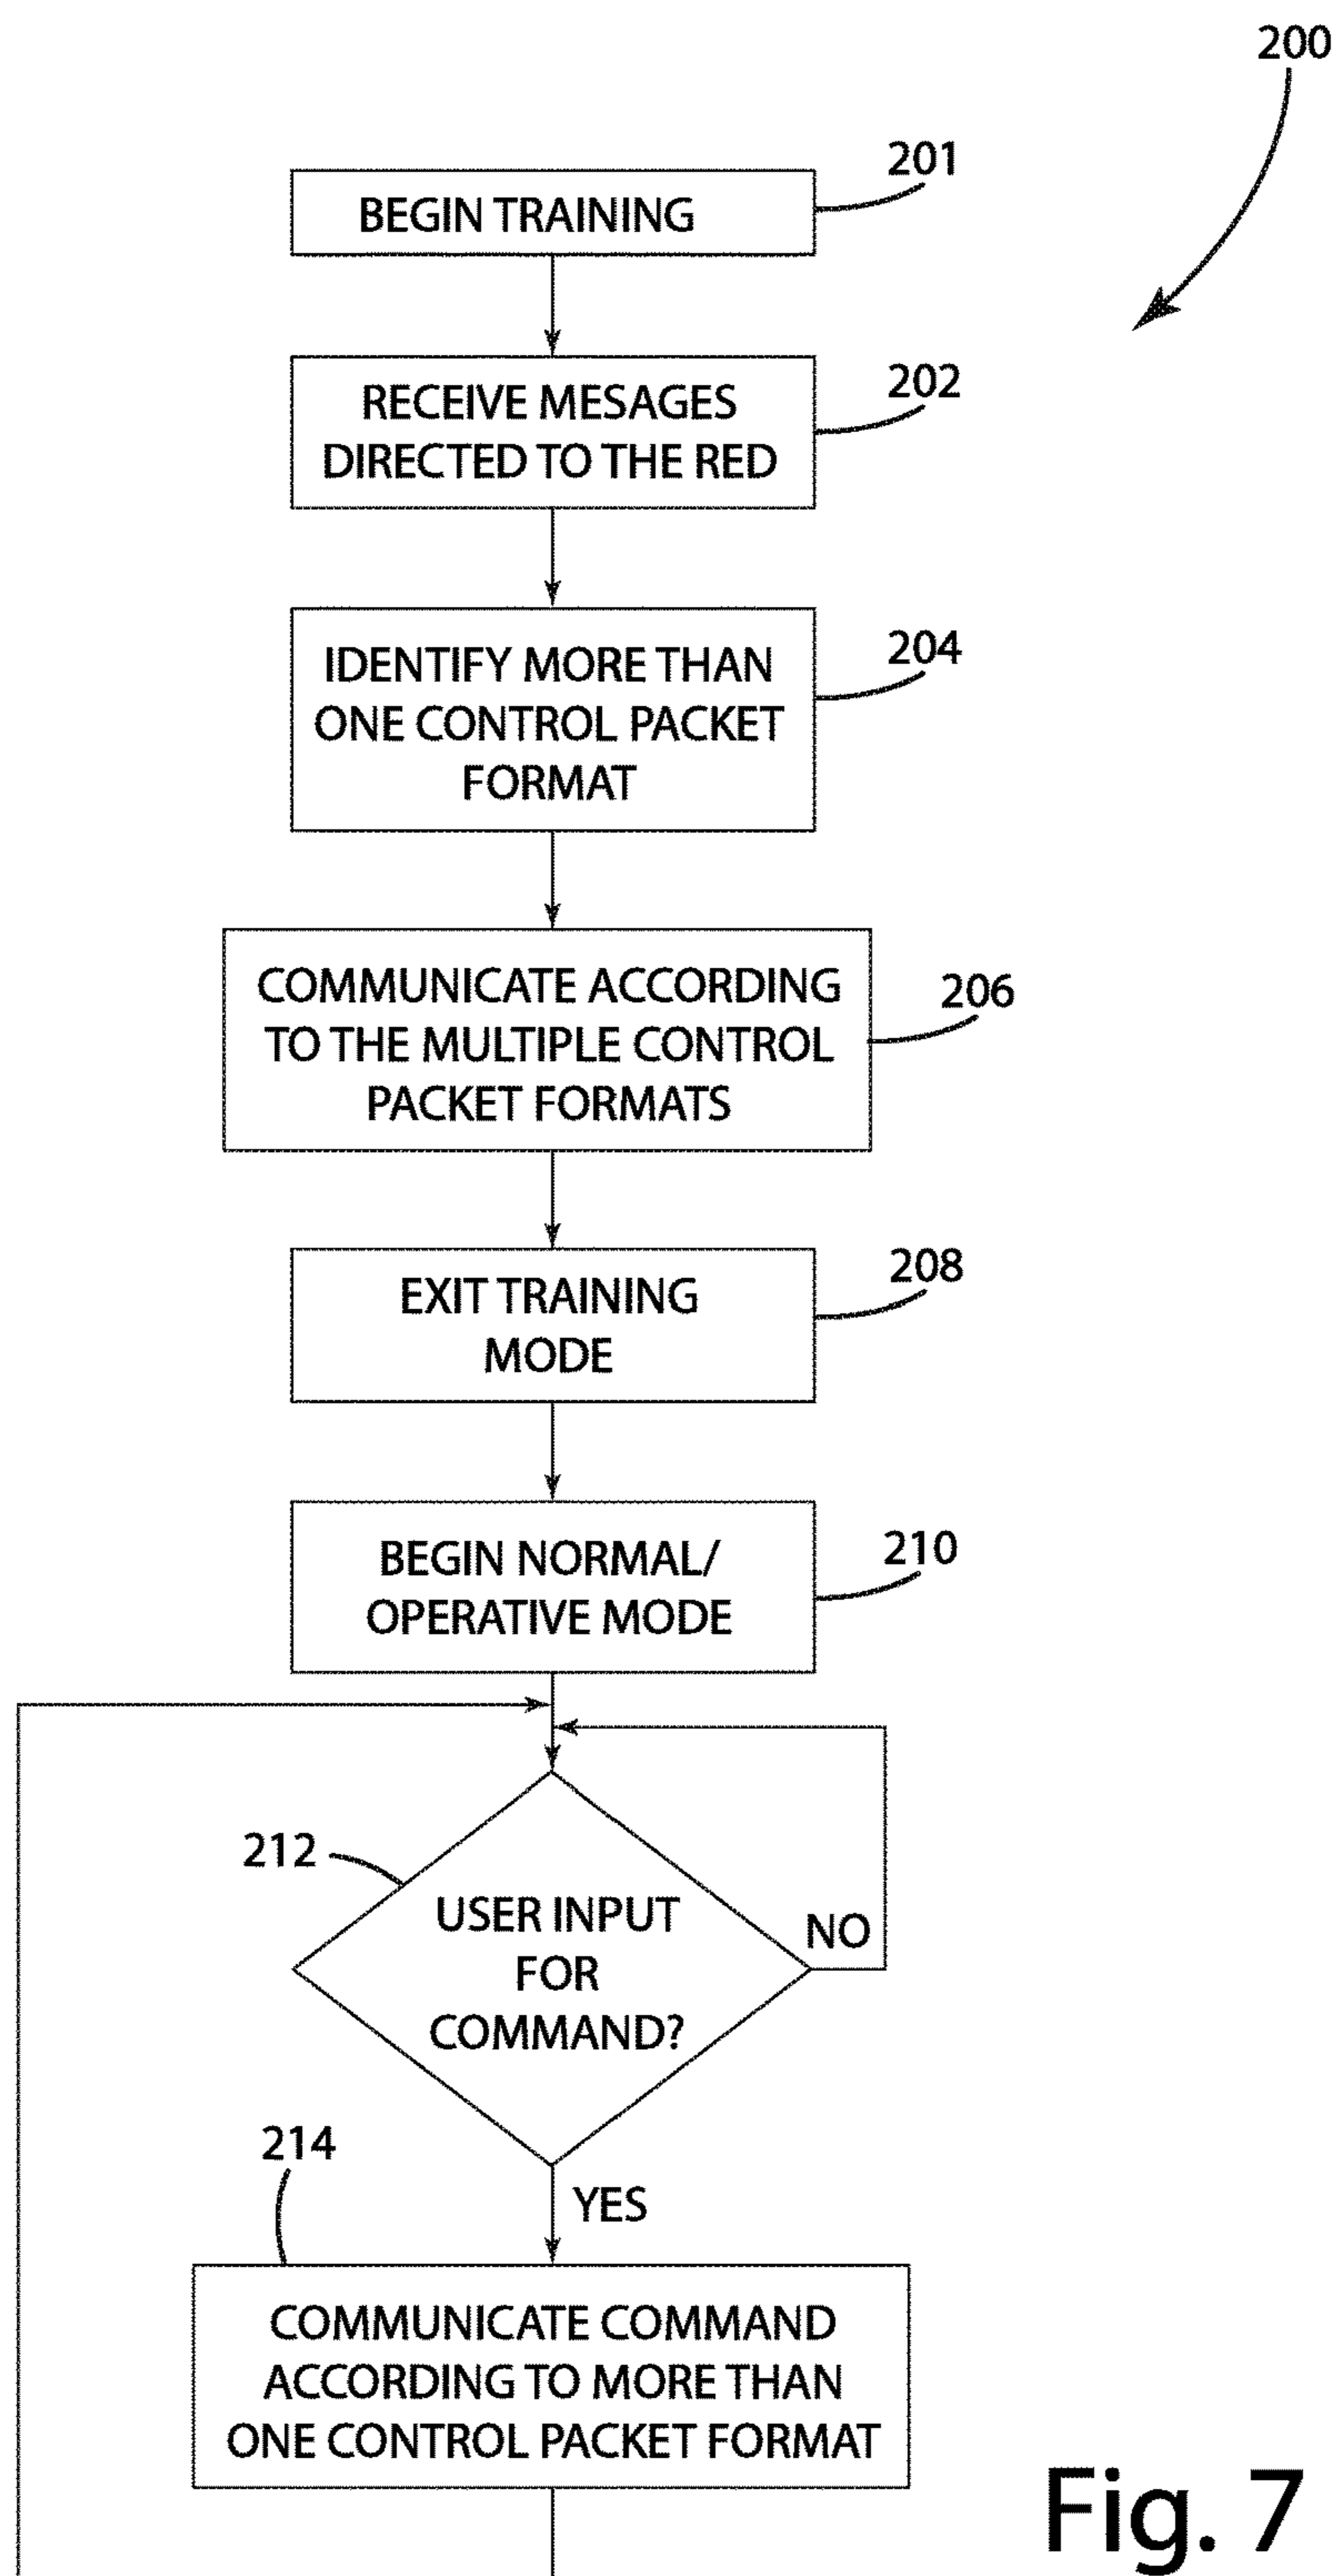 200
201
BEGIN TRAINING
202
RECEIVE MESAGES
DIRECTED TO THE RED
204
IDENTIFY MORE THAN
ONE CONTROL PACKET
FORMAT
206
COMMUNICATE ACCORDING
TO THE MULTIPLE CONTROL
PACKET FORMATS
208
EXIT TRAINING
MODE
210
BEGIN NORMAL/
OPERATIVE MODE
212
USER INPUT
FOR
COMMAND?
NO
YES
214
COMMUNICATE COMMAND
ACCORDING TO MORE THAN
ONE CONTROL PACKET FORMAT
Fig. 7